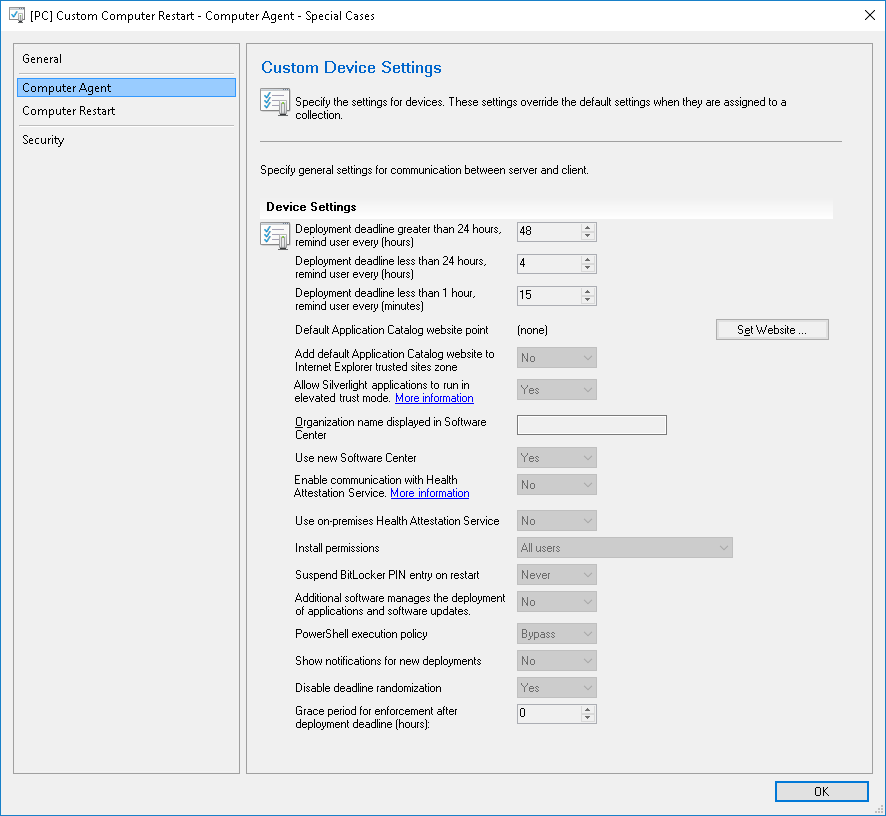 [PC] Custom Computer Restart - Computer Agent - Special Cases
General
Computer Agent
Computer Restart
Security
Custom Device Settings
Specify the settings for devices. These settings override the default settings when they are assigned to a
collection.
Specify general settings for communication between server and client.
Device Settings
Deployment deadline greater than 24 hours,
remind user every (hours)
48
Deployment deadline less than 24 hours,
remind user every (hours)
4
Deployment deadline less than 1 hour,
remind user every (minutes)
15
Default Application Catalog website point
(none)
Set Website ...
Add default Application Catalog website to
Internet Explorer trusted sites zone
No
Allow Silverlight applications to run in
elevated trust mode. More information
Yes
Organization name displayed in Software
Center
Use new Software Center
Yes
Enable communication with Health
Attestation Service. More information
No
Use on-premises Health Attestation Service
No
Install permissions
All users
Suspend BitLocker PIN entry on restart
Never
Additional software manages the deployment
of applications and software updates.
No
PowerShell execution policy
Bypass
Show notifications for new deployments
No
Disable deadline randomization
Yes
Grace period for enforcement after
deployment deadline (hours):
0
OK